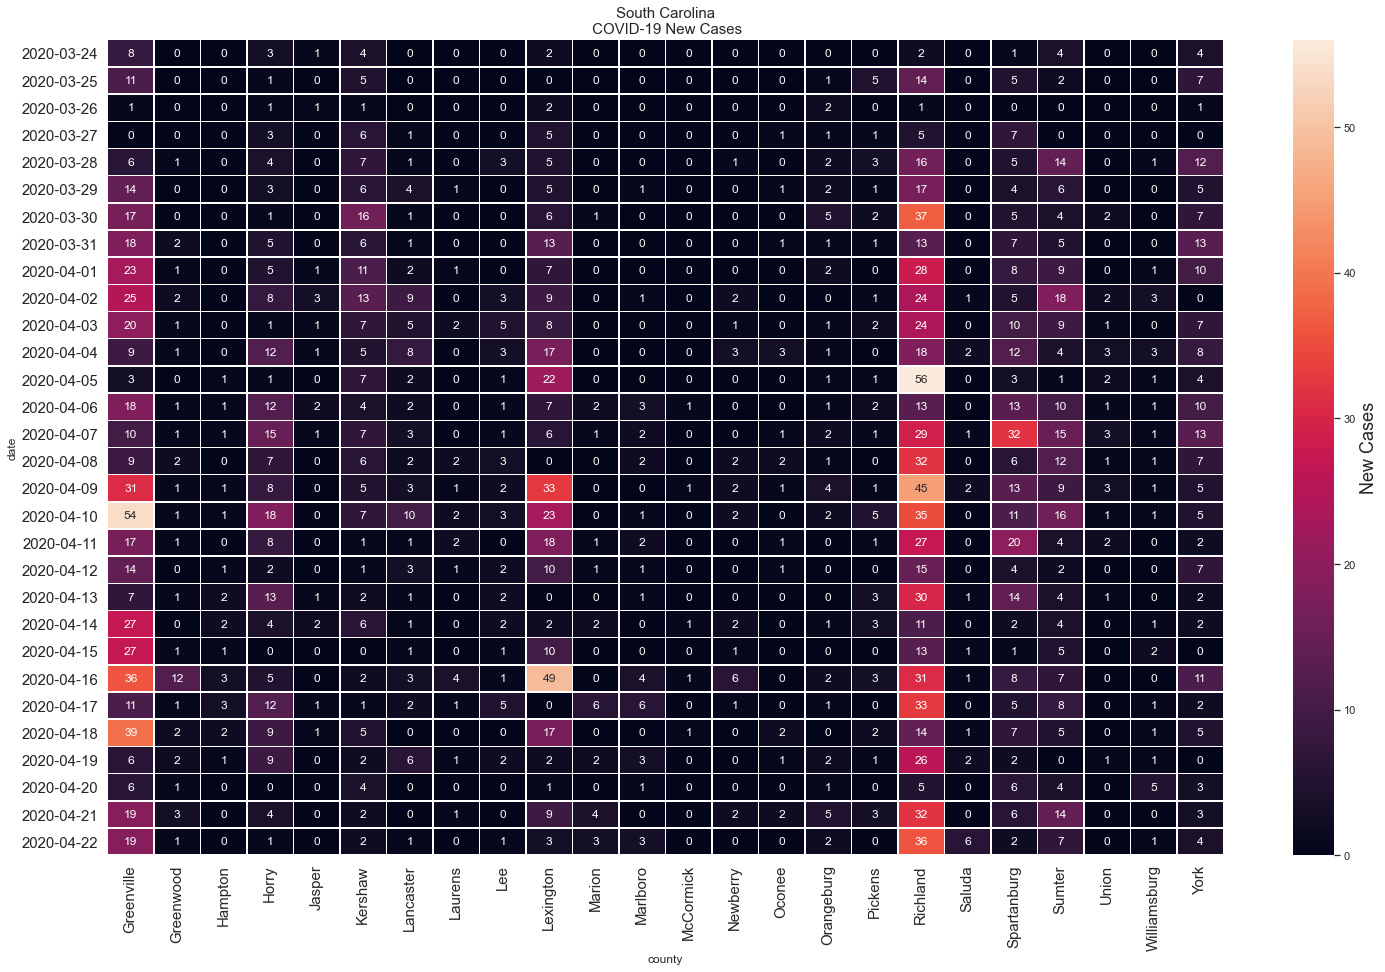 South Carolina
COVID-19 New Cases
2020-03-24 8 0 0 3 1 4 0 0 0 2 0 0 0 0 0 0 0 2 0 1 4 0 0 4
2020-03-25 11 0 0 1 0 5 0 0 0 0 0 0 0 0 0 1 5 14 0 5 2 0 0 7
2020-03-26 1 0 0 1 1 1 0 0 0 2 0 0 0 0 0 2 0 1 0 0 0 0 0 1
2020-03-27 0 0 0 3 0 6 1 0 0 5 0 0 0 0 1 1 1 5 0 7 0 0 0 0
2020-03-28 6 1 0 4 0 7 1 0 3 5 0 0 0 1 0 2 3 16 0 5 14 0 1 12
2020-03-29 14 0 0 3 0 6 4 1 0 5 0 1 0 0 1 2 1 17 0 4 6 0 0 5
2020-03-30 17 0 0 1 0 16 1 0 0 6 1 0 0 0 0 5 2 37 0 5 4 2 0 7
2020-03-31 18 2 0 5 0 6 1 0 0 13 0 0 0 0 1 1 1 13 0 7 5 0 0 13
2020-04-01 23 1 0 5 1 11 2 1 0 7 0 0 0 0 0 2 0 28 0 8 9 0 1 10
2020-04-02 25 2 0 8 3 13 9 0 3 9 0 1 0 2 0 0 1 24 1 5 18 2 3 0
2020-04-03 20 1 0 1 1 7 5 2 5 8 0 0 0 1 0 1 2 24 0 10 9 1 0 7
2020-04-04 9 1 0 12 1 5 8 0 3 17 0 0 0 3 3 1 0 18 2 12 4 3 3 8
2020-04-05 3 0 1 1 0 7 2 0 1 22 0 0 0 0 0 1 1 56 0 3 1 2 1 4
2020-04-06 18 1 1 12 2 4 2 0 1 7 2 3 1 0 0 1 2 13 0 13 10 1 1 10
2020-04-07 10 1 1 15 1 7 3 0 1 6 1 2 0 0 1 2 1 29 1 32 15 3 1 13
2020-04-08 9 2 0 7 0 6 2 2 3 0 0 2 0 2 2 1 0 32 0 6 12 1 1 7
2020-04-09 31 1 1 8 0 5 3 1 2 33 0 0 1 2 1 4 1 45 2 13 9 3 1 5
2020-04-10 54 1 1 18 0 7 10 2 3 23 0 1 0 2 0 2 5 35 0 11 16 1 1 5
2020-04-11 17 1 0 8 0 1 1 2 0 18 1 2 0 0 1 0 1 27 0 20 4 2 0 2
2020-04-12 14 0 1 2 0 1 3 1 2 10 1 1 0 0 1 0 0 15 0 4 2 0 0 7
2020-04-13 7 1 2 13 1 2 1 0 2 0 0 1 0 0 0 0 3 30 1 14 4 1 0 2
2020-04-14 27 0 2 4 2 6 1 0 2 2 2 0 1 2 0 1 3 11 0 2 4 0 1 2
2020-04-15 27 1 1 0 0 0 1 0 1 10 0 0 0 1 0 0 0 13 1 1 5 0 2 0
2020-04-16 36 12 3 5 0 2 3 4 1 49 0 4 1 6 0 2 3 31 1 8 7 0 0 11
2020-04-17 11 1 3 12 1 1 2 1 5 0 6 6 0 1 0 1 0 33 0 5 8 0 1 2
2020-04-18 39 2 2 9 1 5 0 0 0 17 0 0 1 0 2 0 2 14 1 7 5 0 1 5
2020-04-19 6 2 1 9 0 2 6 1 2 2 2 3 0 0 1 2 1 26 2 2 0 1 1 0
2020-04-20 6 1 0 0 0 4 0 0 0 1 0 1 0 0 0 1 0 5 0 6 4 0 5 3
2020-04-21 19 3 0 4 0 2 0 1 0 9 4 0 0 2 2 5 3 32 0 6 14 0 0 3
2020-04-22 19 1 0 1 0 2 1 0 1 3 3 3 0 0 0 2 0 36 6 2 7 0 1 4
date
Greenville Greenwood Hampton Horry Jasper Kershaw Lancaster Laurens Lee Lexington Marion Marlboro McCormick Newberry Oconee Orangeburg Pickens Richland Saluda Spartanburg Sumter Union Williamsburg York
county
50
40
30
20
10
0
New Cases